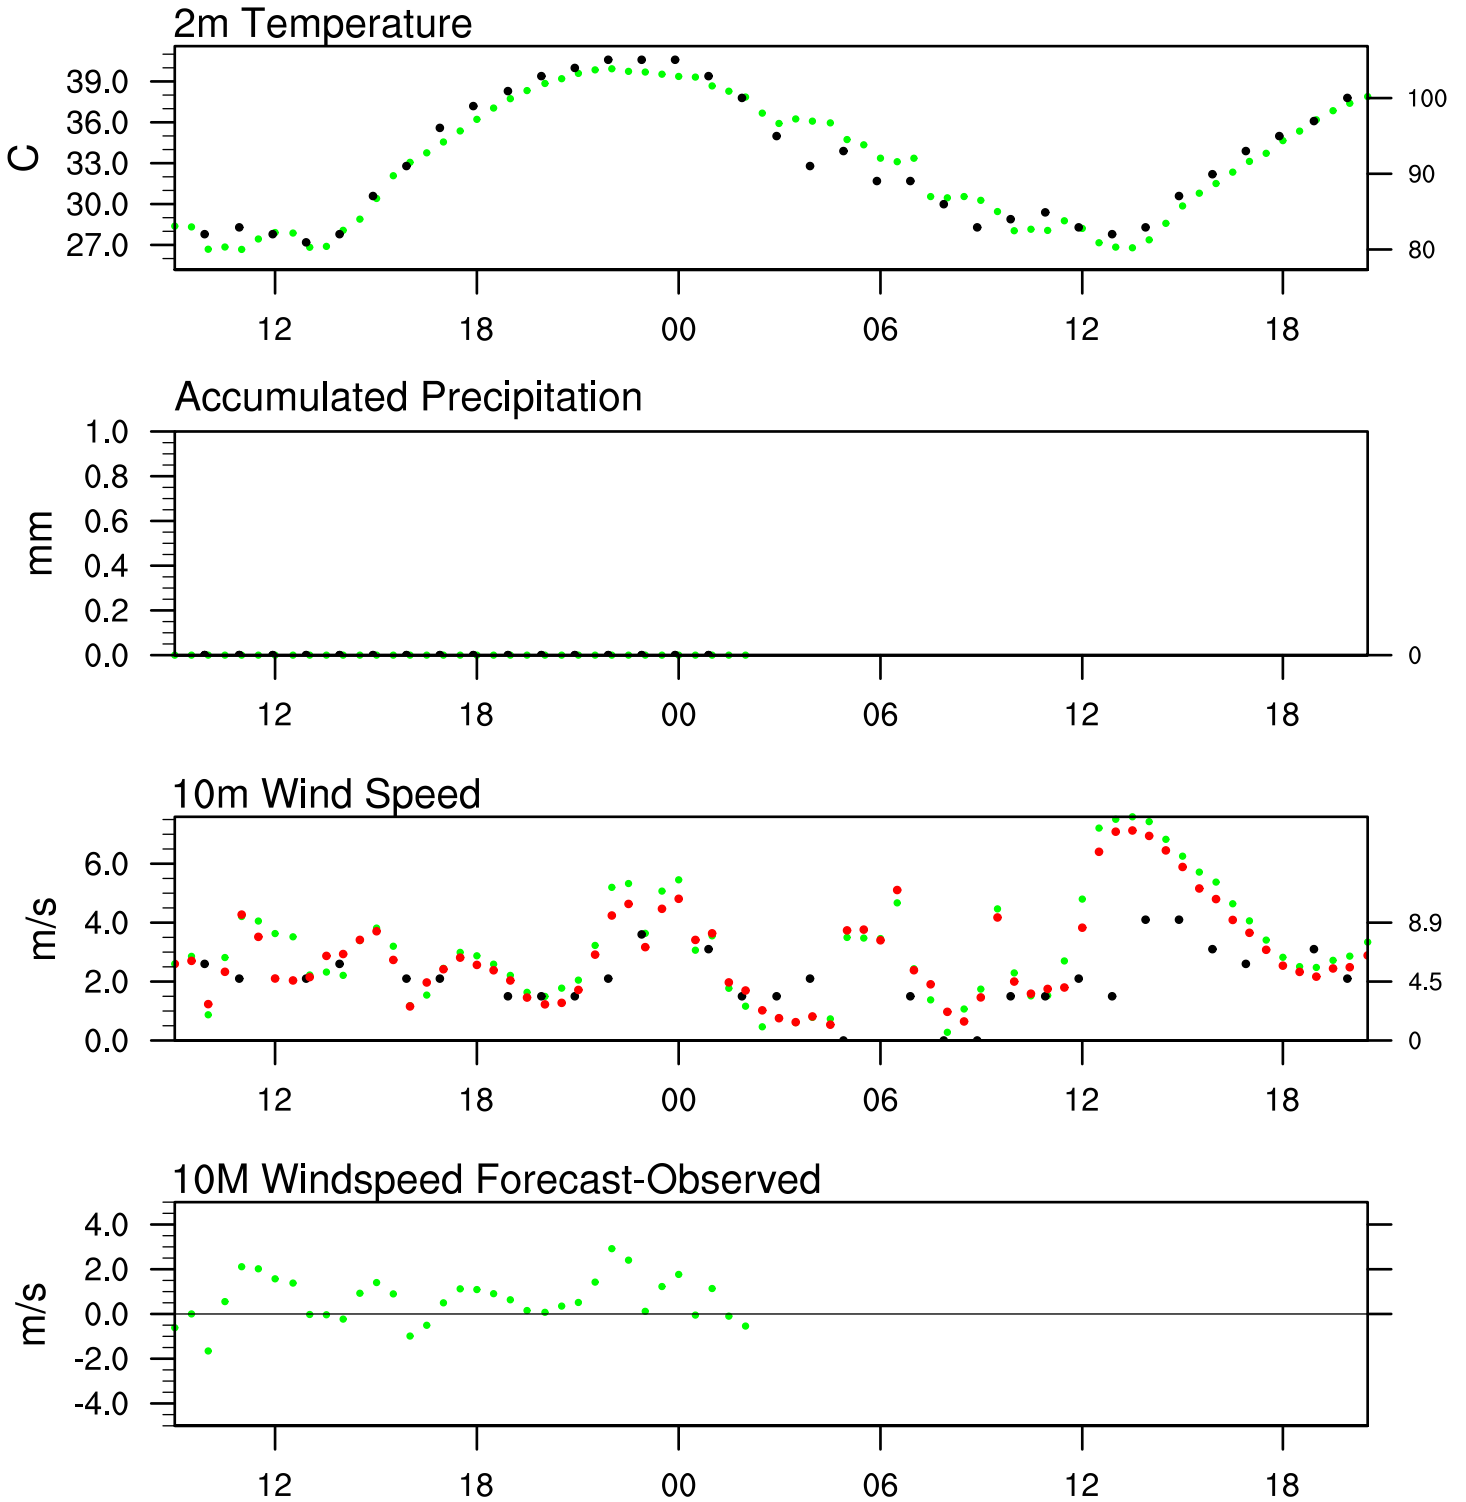 2m Temperature
39.0
36.0
33.0
30.0
27.0
C
100
90
80
12 18 00 06 12 18
Accumulated Precipitation
1.0
0.8
0.6
0.4
0.2
0.0
mm
0
12 18 00 06 12 18
10m Wind Speed
6.0
4.0
2.0
0.0
m/s
8.9
4.5
0
12 18 00 06 12 18
10M Windspeed Forecast-Observed
4.0
2.0
0.0
-2.0
-4.0
m/s
12 18 00 06 12 18